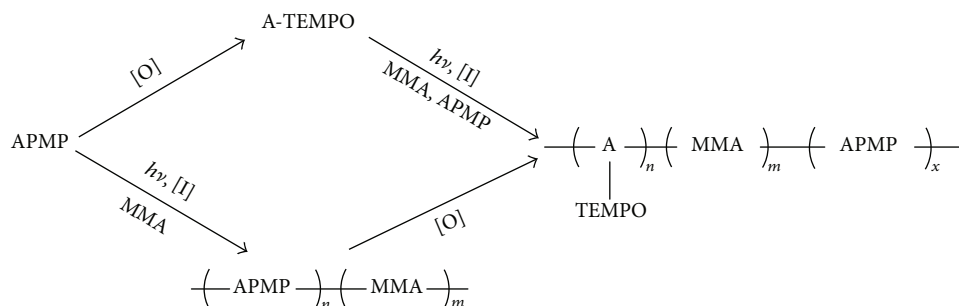 A-TEMPO
[O]
hν, [I]
MMA, APMP
APMP
( A )n ( MMA )m ( APMP )x
TEMPO
hν, [I]
MMA
[O]
( APMP )n ( MMA )m